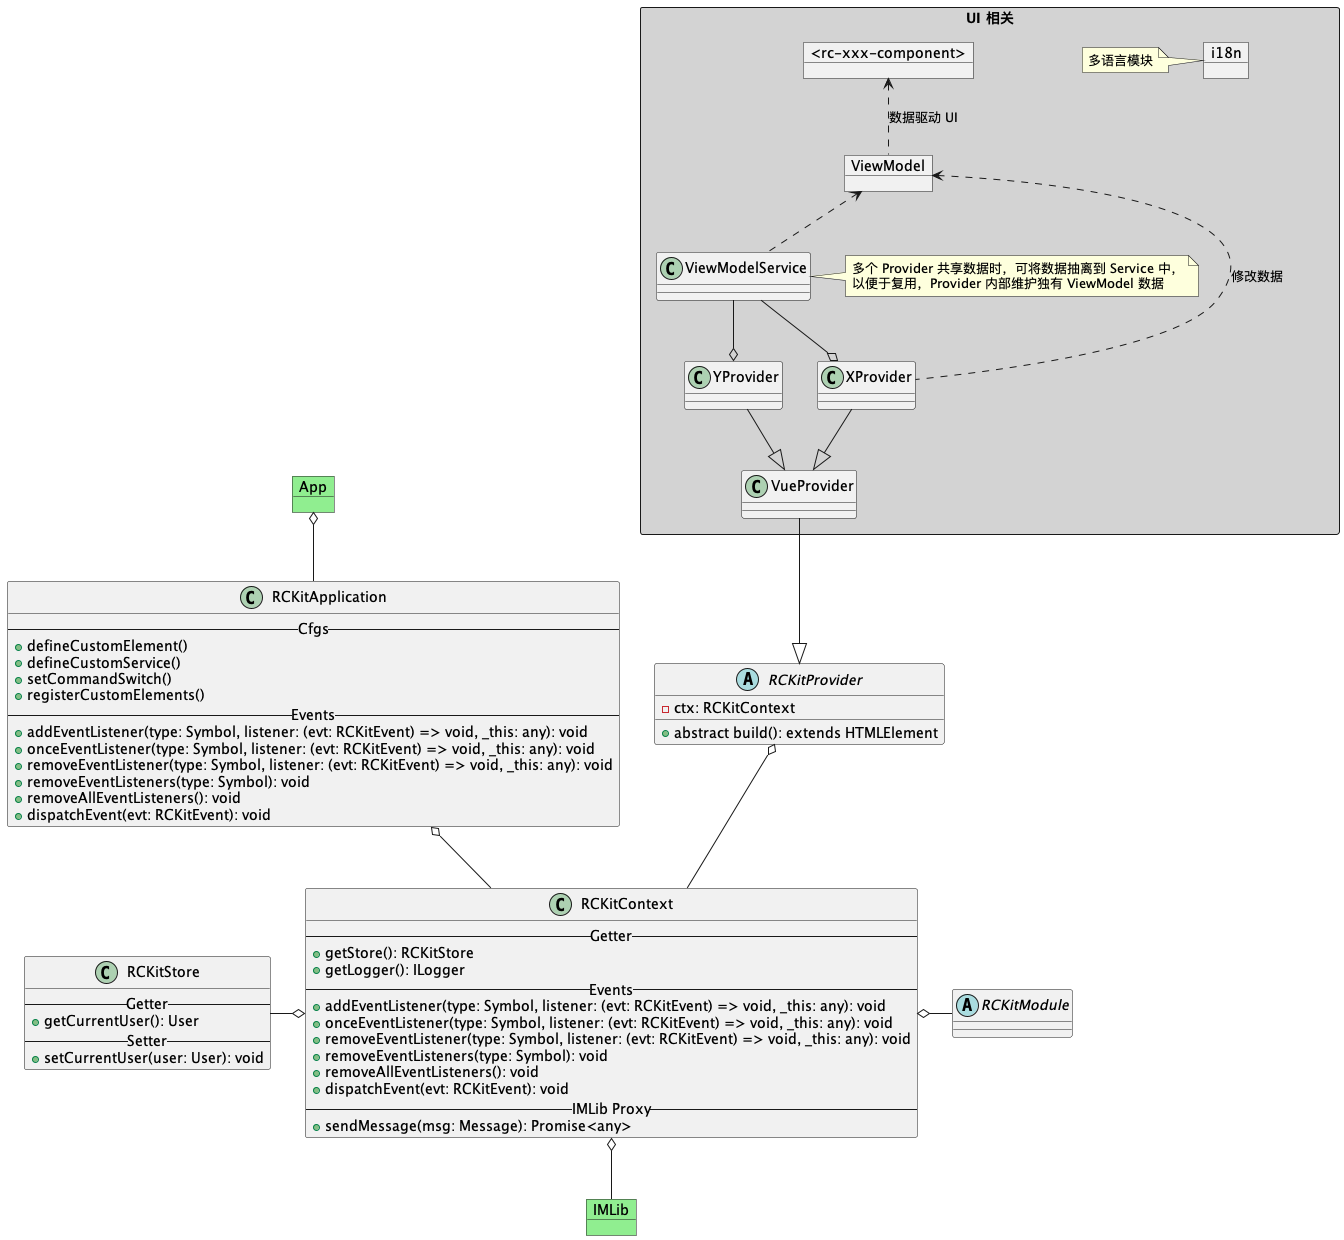 UI 相关
<rc-xxx-component>
多语言模块
i18n
数据驱动 UI
ViewModel
C ViewModelService
多个 Provider 共享数据时，可将数据抽离到 Service 中，
以便于复用，Provider 内部维护独有 ViewModel 数据
修改数据
C YProvider
C XProvider
C VueProvider
App
C RCKitApplication
Cfgs
defineCustomElement()
defineCustomService()
setCommandSwitch()
registerCustomElements()
Events
addEventListener(type: Symbol, listener: (evt: RCKitEvent) => void, _this: any): void
onceEventListener(type: Symbol, listener: (evt: RCKitEvent) => void, _this: any): void
removeEventListener(type: Symbol, listener: (evt: RCKitEvent) => void, _this: any): void
removeEventListeners(type: Symbol): void
removeAllEventListeners(): void
dispatchEvent(evt: RCKitEvent): void
A RCKitProvider
ctx: RCKitContext
abstract build(): extends HTMLElement
C RCKitContext
Getter
getStore(): RCKitStore
getLogger(): ILogger
Events
addEventListener(type: Symbol, listener: (evt: RCKitEvent) => void, _this: any): void
onceEventListener(type: Symbol, listener: (evt: RCKitEvent) => void, _this: any): void
removeEventListener(type: Symbol, listener: (evt: RCKitEvent) => void, _this: any): void
removeEventListeners(type: Symbol): void
removeAllEventListeners(): void
dispatchEvent(evt: RCKitEvent): void
IMLib Proxy
sendMessage(msg: Message): Promise<any>
C RCKitStore
Getter
getCurrentUser(): User
Setter
setCurrentUser(user: User): void
A RCKitModule
IMLib